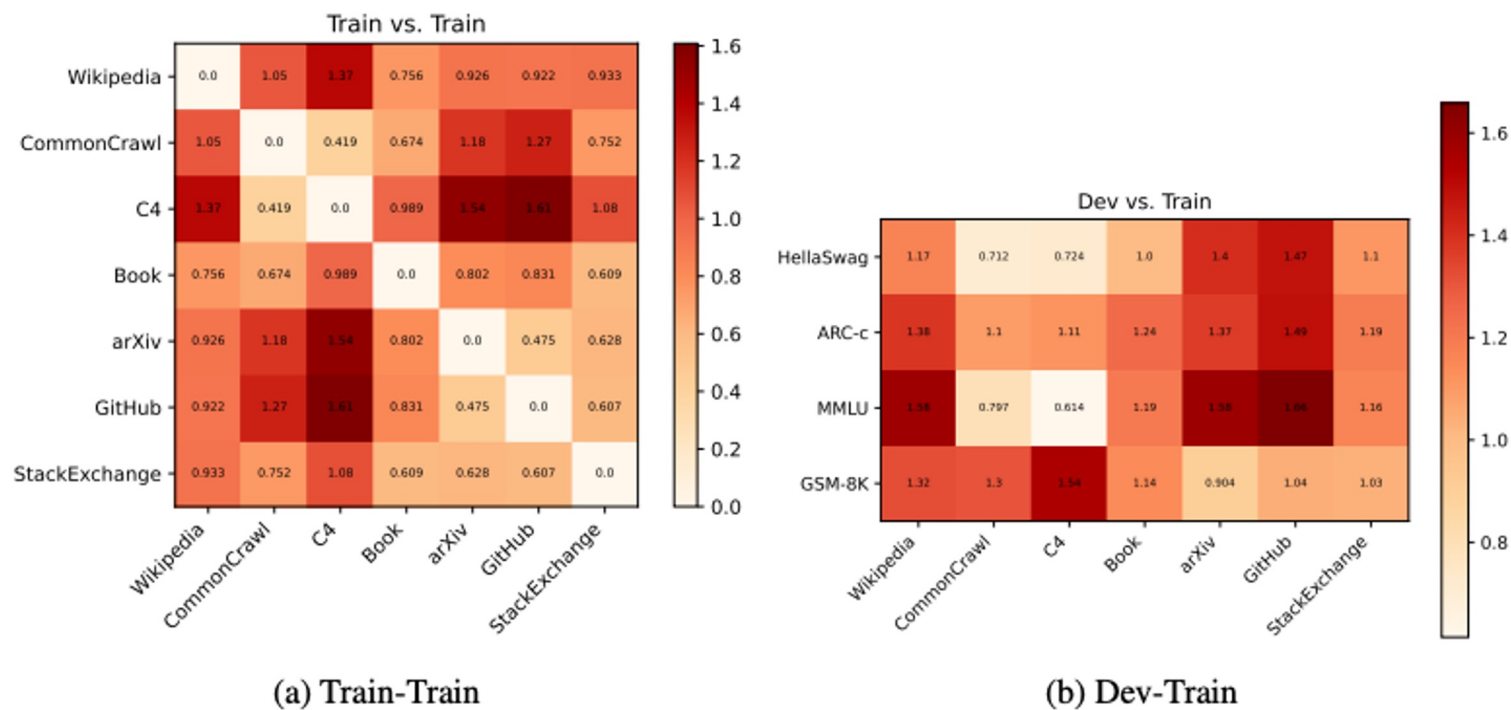 Train vs. Train
Wikipedia 0.0 1.05 1.37 0.756 0.926 0.922 0.933
CommonCrawl 1.05 0.0 0.419 0.674 1.18 1.27 0.752
C4 1.37 0.419 0.0 0.989 1.54 1.61 1.08
Book 0.756 0.674 0.989 0.0 0.802 0.831 0.609
arXiv 0.926 1.18 1.54 0.802 0.0 0.475 0.628
GitHub 0.922 1.27 1.61 0.831 0.475 0.0 0.607
StackExchange 0.933 0.752 1.08 0.609 0.628 0.607 0.0
Wikipedia CommonCrawl C4 Book arXiv GitHub StackExchange
1.6
1.4
1.2
1.0
0.8
0.6
0.4
0.2
0.0
(a) Train-Train
Dev vs. Train
HellaSwag 1.17 0.712 0.724 1.0 1.4 1.47 1.1
ARC-c 1.38 1.1 1.11 1.24 1.37 1.49 1.19
MMLU 0.797 0.614 1.19 1.66 1.16
GSM-8K 1.32 1.3 1.54 1.14 0.904 1.04 1.03
Wikipedia CommonCrawl C4 Book arXiv GitHub StackExchange
1.6
1.4
1.2
1.0
0.8
(b) Dev-Train